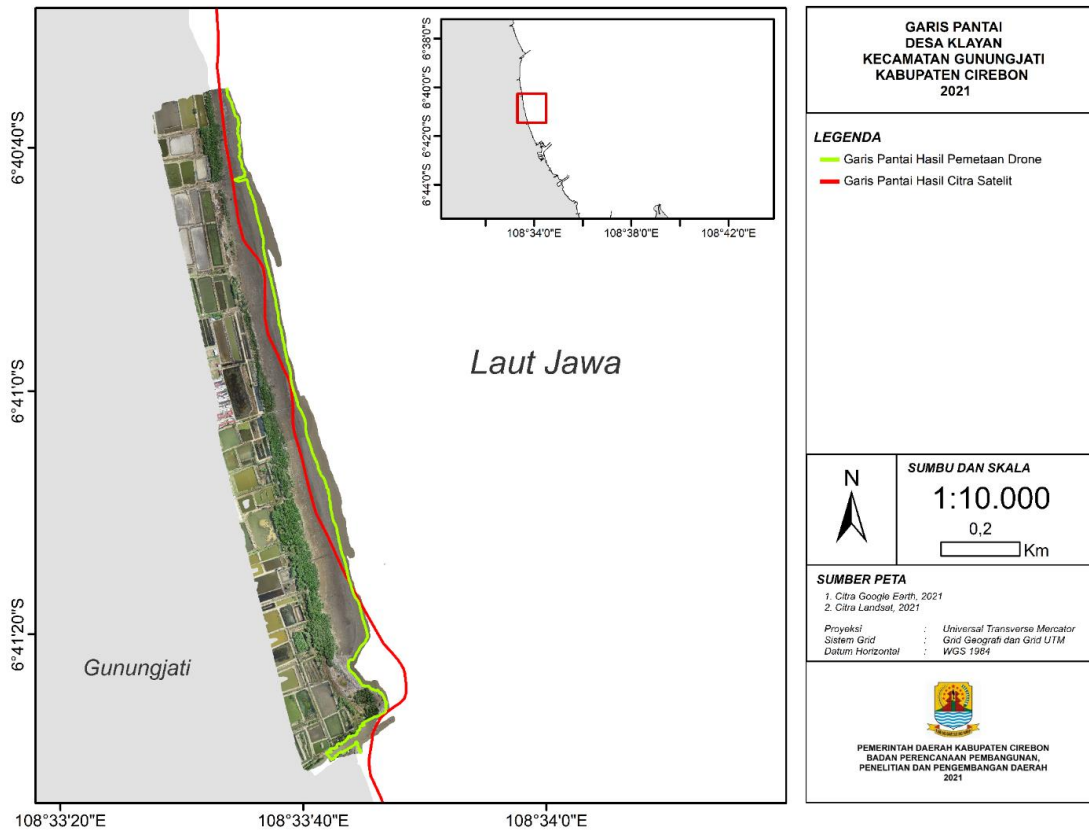 6°40'40"S
6°41'0"S
6°41'20"S
108°33'20"E
108°33'40"E
108°34'0"E
Gunungjati
Laut Jawa
6°38'0"S
6°40'0"S
6°42'0"S
6°44'0"S
108°34'0"E
108°38'0"E
108°42'0"E
GARIS PANTAI
DESA KLAYAN
KECAMATAN GUNUNGJATI
KABUPATEN CIREBON
2021
LEGENDA
Garis Pantai Hasil Pemetaan Drone
Garis Pantai Hasil Citra Satelit
N
SUMBU DAN SKALA
1:10.000
0,2
Km
SUMBER PETA
1. Citra Google Earth, 2021
2. Citra Landsat, 2021
Proyeksi : Universal Transverse Mercator
Sistem Grid : Grid Geografi dan Grid UTM
Datum Horizontal : WGS 1984
PEMERINTAH DAERAH KABUPATEN CIREBON
BADAN PERENCANAAN PEMBANGUNAN,
PENELITIAN DAN PENGEMBANGAN DAERAH
2021